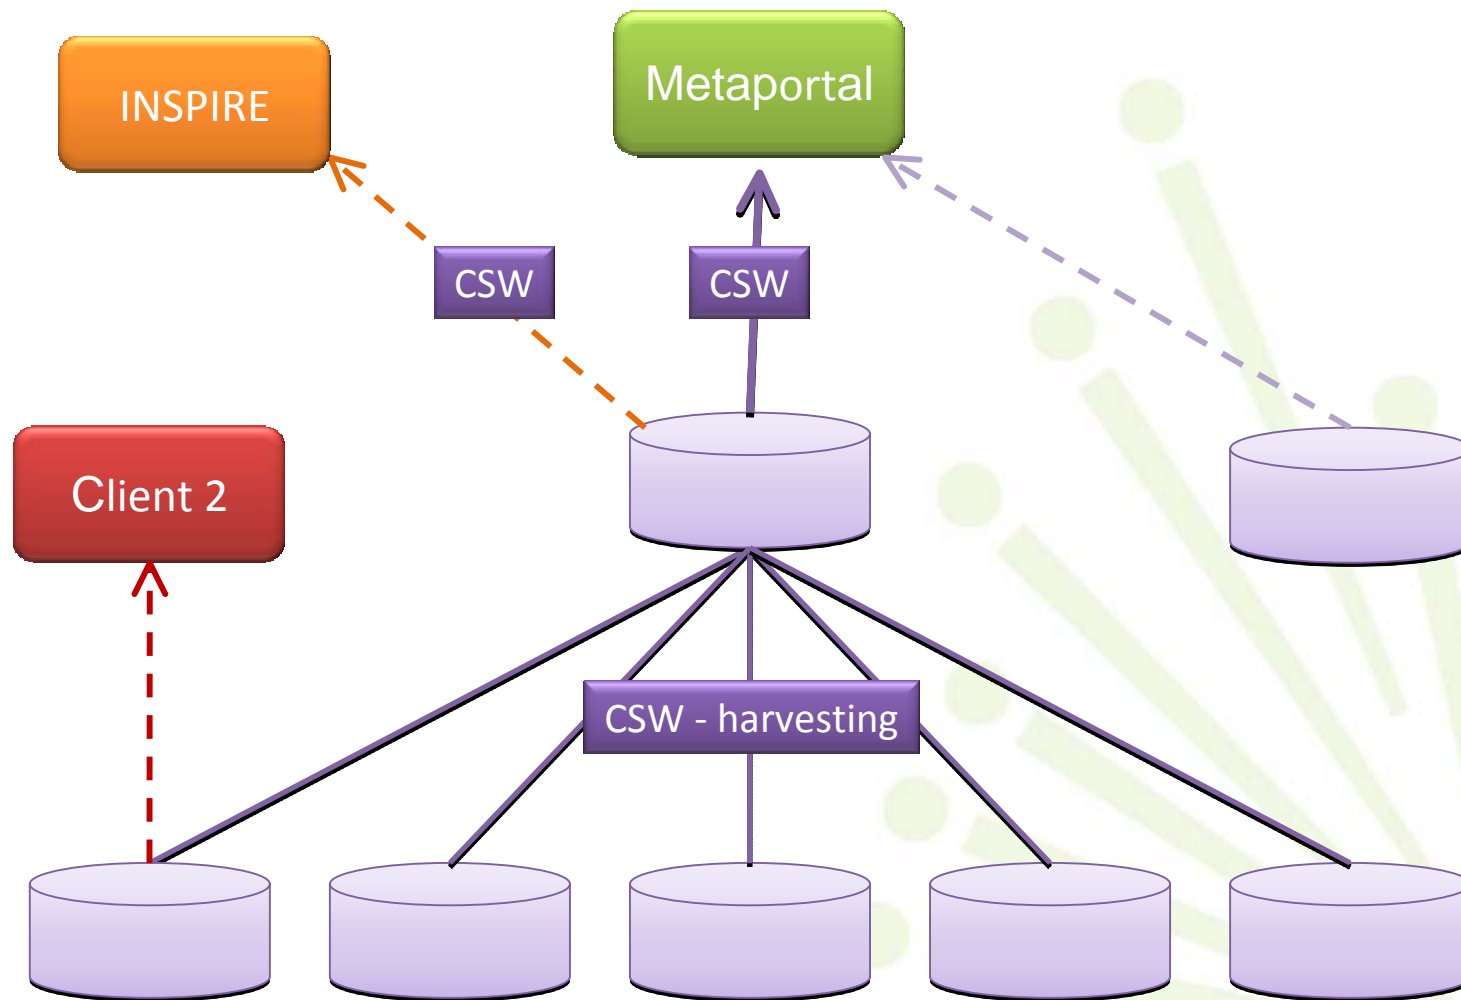 INSPIRE
Metaportal
CSW
CSW
Client 2
CSW - harvesting